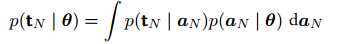 p(t_N | θ) = ∫ p(t_N | a_N)p(a_N | θ) da_N